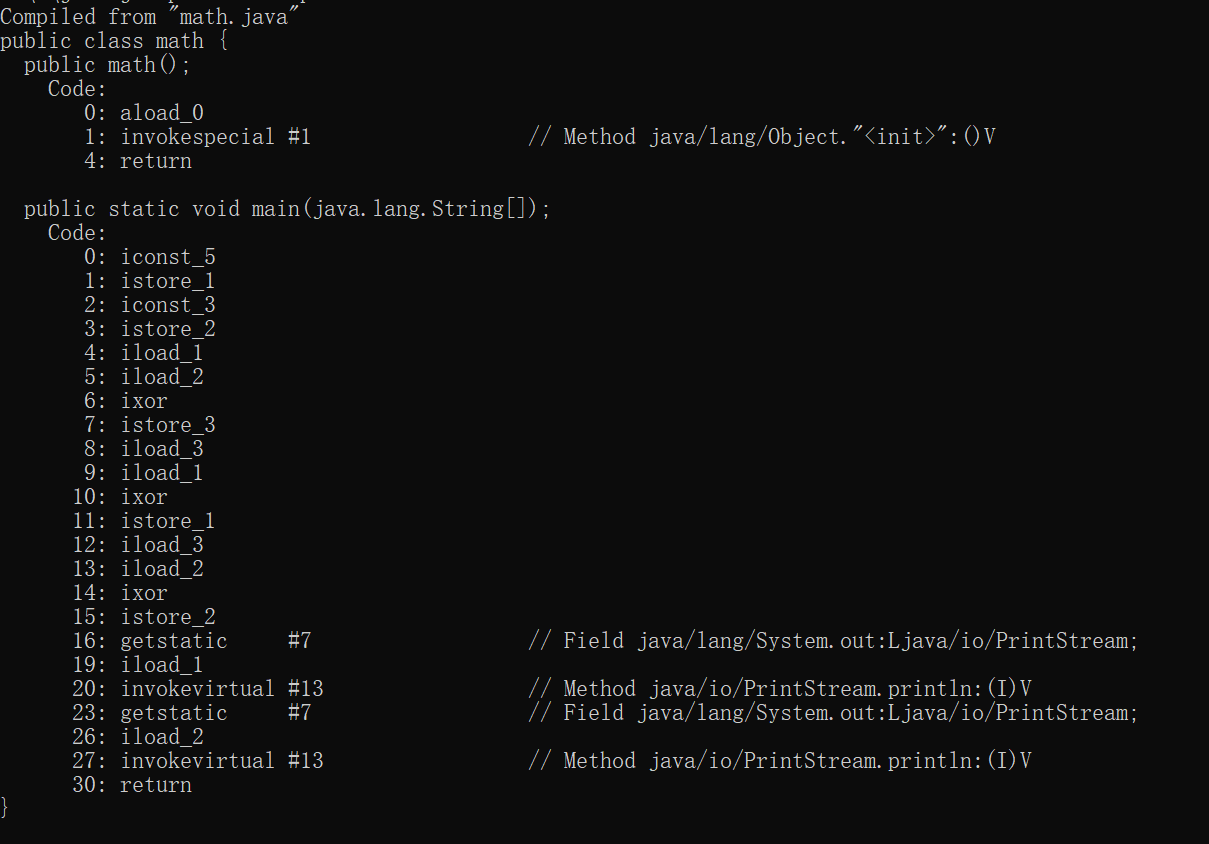 Compiled from "math.java"
public class math {
  public math();
    Code:
       0: aload_0
       1: invokespecial #1                  // Method java/lang/Object."<init>":()V
       4: return

  public static void main(java.lang.String[]);
    Code:
       0: iconst_5
       1: istore_1
       2: iconst_3
       3: istore_2
       4: iload_1
       5: iload_2
       6: ixor
       7: istore_3
       8: iload_3
       9: iload_1
      10: ixor
      11: istore_1
      12: iload_3
      13: iload_2
      14: ixor
      15: istore_2
      16: getstatic     #7                  // Field java/lang/System.out:Ljava/io/PrintStream;
      19: iload_1
      20: invokevirtual #13                 // Method java/io/PrintStream.println:(I)V
      23: getstatic     #7                  // Field java/lang/System.out:Ljava/io/PrintStream;
      26: iload_2
      27: invokevirtual #13                 // Method java/io/PrintStream.println:(I)V
      30: return
}